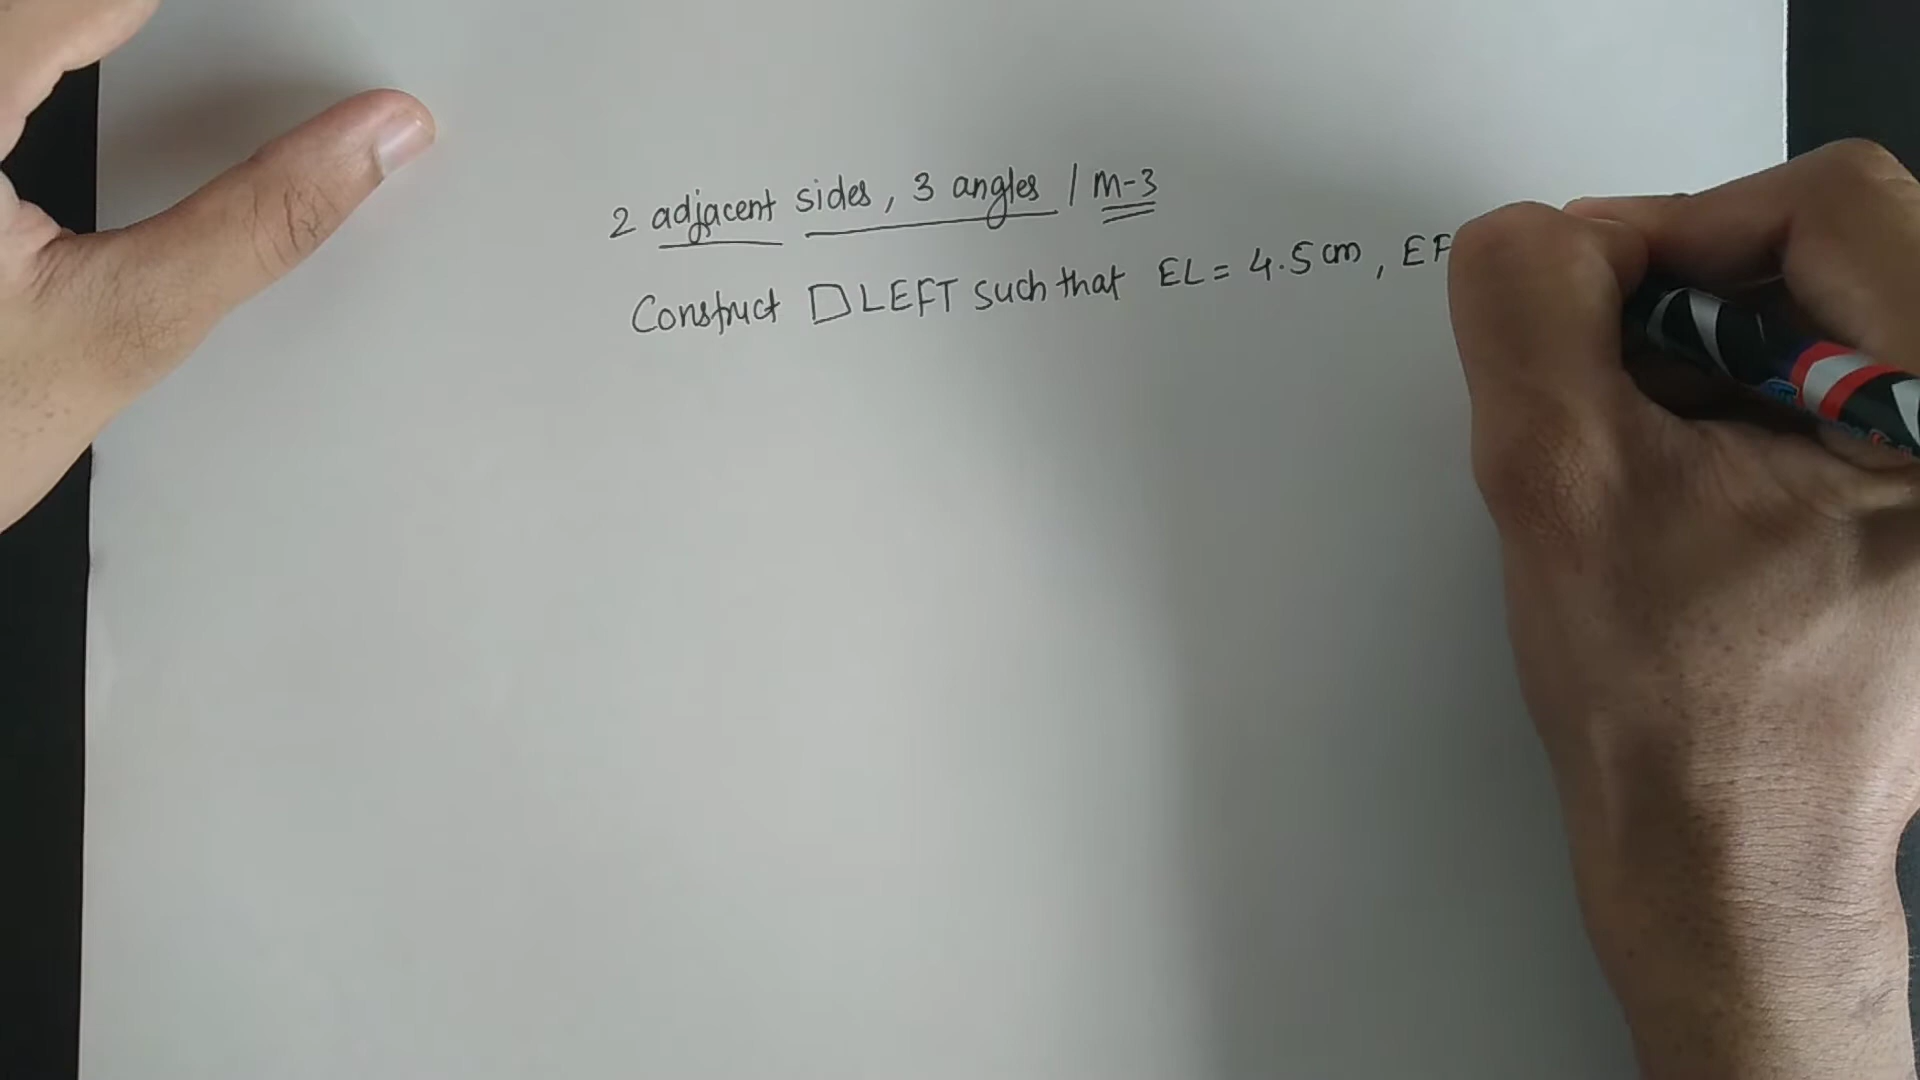 2 adjacent sides, 3 angles / M-3
Construct □ LEFT such that EL = 4.5 cm, EF